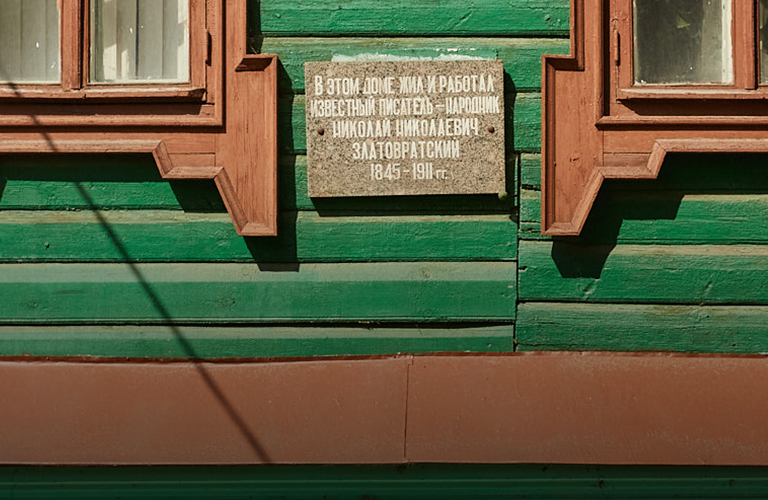 В ЭТОМ ДОМЕ ЖИЛ И РАБОТАЛ
ИЗВЕСТНЫЙ ПИСАТЕЛЬ – НАРОДНИК
НИКОЛАЙ НИКОЛАЕВИЧ
ЗЛАТОВРАТСКИЙ
1845 - 1911 гг.